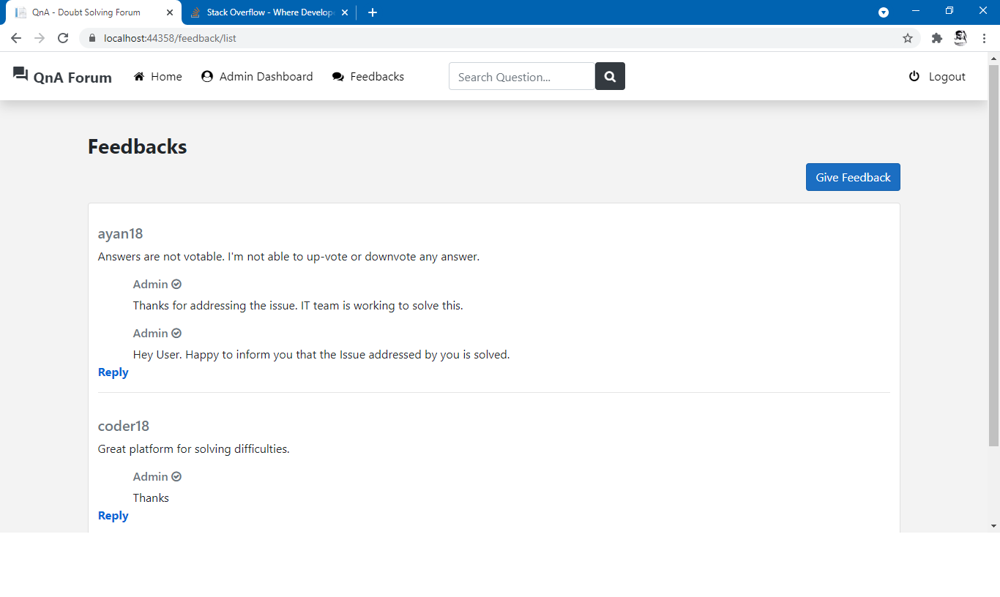 QnA - Doubt Solving Forum
Stack Overflow - Where Develop
localhost:44358/feedback/list
QnA Forum
Home
Admin Dashboard
Feedbacks
Search Question...
Logout
Feedbacks
Give Feedback
ayan18
Answers are not votable. I'm not able to up-vote or downvote any answer.
Admin
Thanks for addressing the issue. IT team is working to solve this.
Admin
Hey User. Happy to inform you that the Issue addressed by you is solved.
Reply
coder18
Great platform for solving difficulties.
Admin
Thanks
Reply